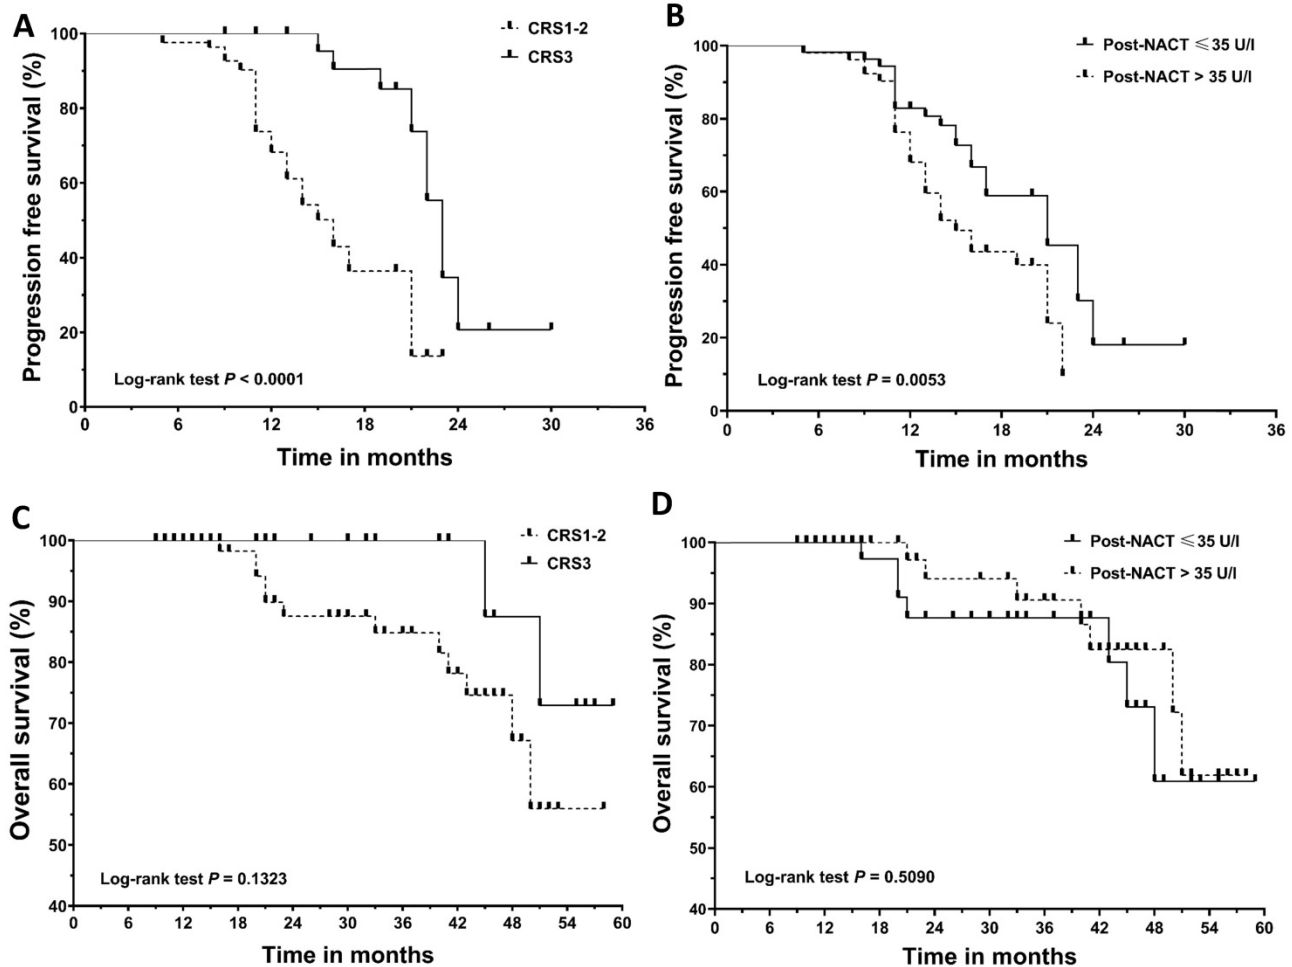 A
CRS1-2
CRS3
Progression free survival (%)
100
80
60
40
20
0
Log-rank test P < 0.0001
0 6 12 18 24 30 36
Time in months
B
Post-NACT ⩽ 35 U/l
Post-NACT > 35 U/l
Progression free survival (%)
100
80
60
40
20
0
Log-rank test P = 0.0053
0 6 12 18 24 30 36
Time in months
C
CRS1-2
CRS3
Overall survival (%)
100
90
80
70
60
50
40
Log-rank test P = 0.1323
0 6 12 18 24 30 36 42 48 54 60
Time in months
D
Post-NACT ⩽ 35 U/l
Post-NACT > 35 U/l
Overall survival (%)
100
90
80
70
60
50
40
Log-rank test P = 0.5090
0 6 12 18 24 30 36 42 48 54 60
Time in months